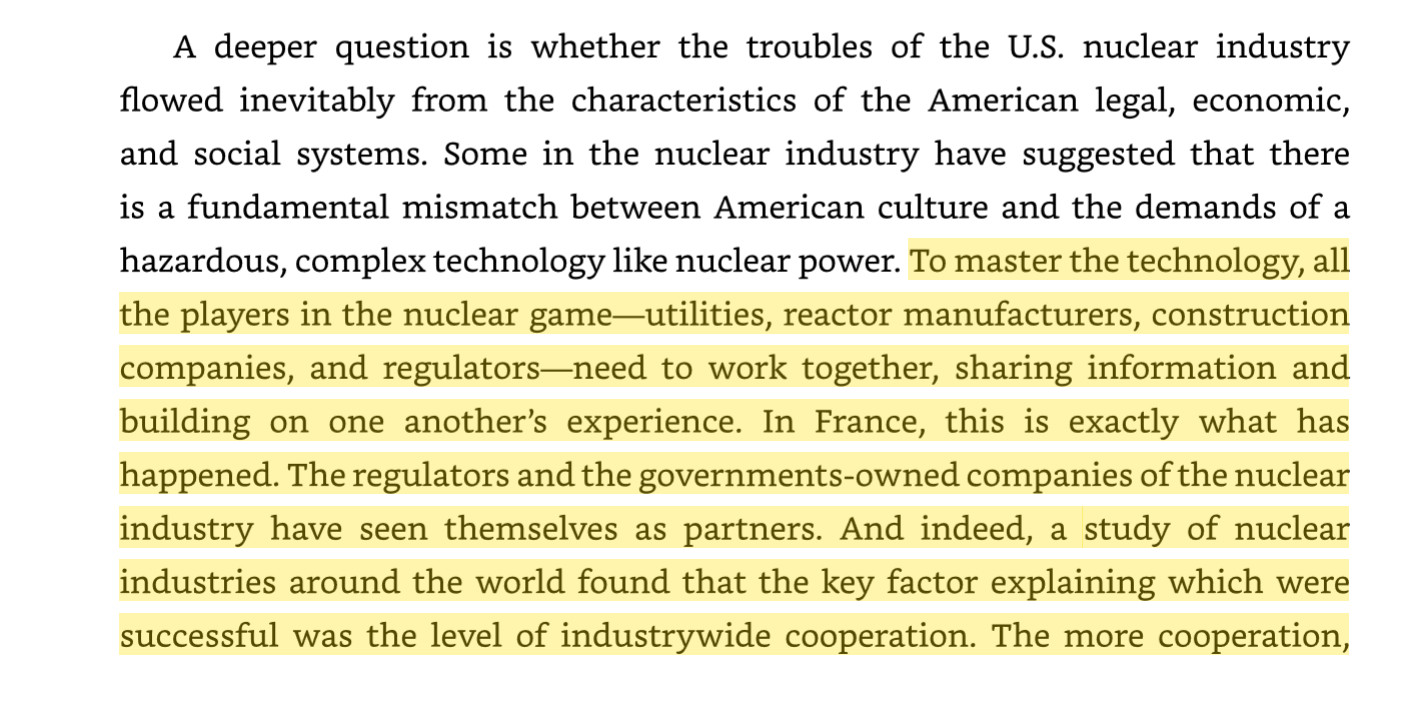 A deeper question is whether the troubles of the U.S. nuclear industry
flowed inevitably from the characteristics of the American legal, economic,
and social systems. Some in the nuclear industry have suggested that there
is a fundamental mismatch between American culture and the demands of a
hazardous, complex technology like nuclear power. To master the technology, all
the players in the nuclear game—utilities, reactor manufacturers, construction
companies, and regulators—need to work together, sharing information and
building on one another’s experience. In France, this is exactly what has
happened. The regulators and the governments-owned companies of the nuclear
industry have seen themselves as partners. And indeed, a study of nuclear
industries around the world found that the key factor explaining which were
successful was the level of industrywide cooperation. The more cooperation,